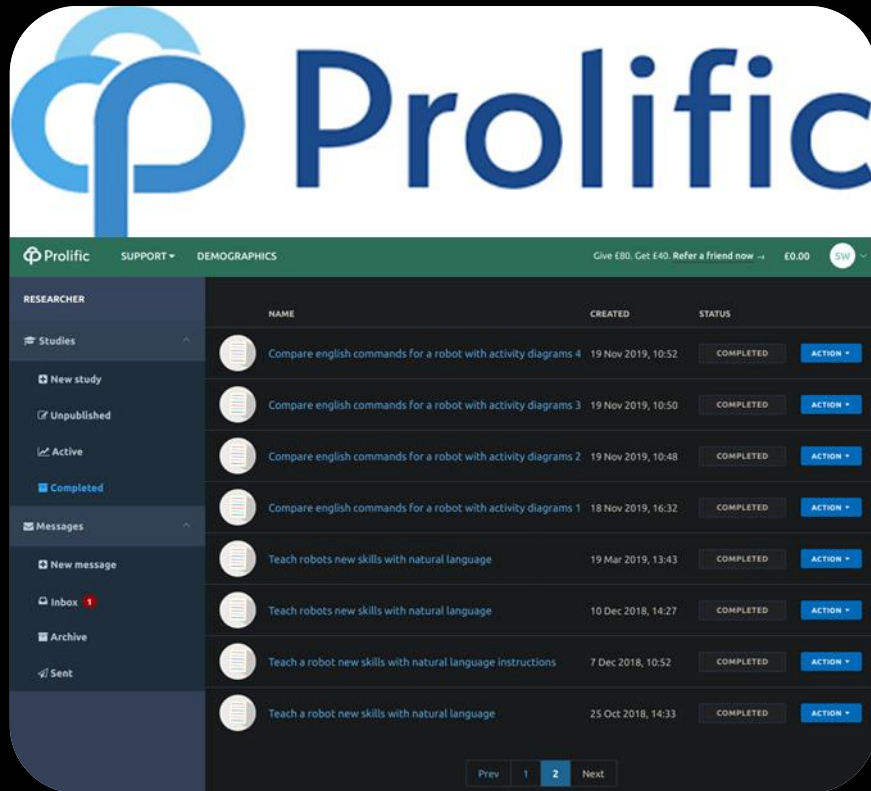 Prolific
Prolific SUPPORT DEMOGRAPHICS Give £80. Get £40. Refer a friend now → £0.00 SW
RESEARCHER
Studies
New study
Unpublished
Active
Completed
Messages
New message
Inbox 1
Archive
Sent
NAME CREATED STATUS
Compare english commands for a robot with activity diagrams 4 19 Nov 2019, 10:52 COMPLETED ACTION
Compare english commands for a robot with activity diagrams 3 19 Nov 2019, 10:50 COMPLETED ACTION
Compare english commands for a robot with activity diagrams 2 19 Nov 2019, 10:48 COMPLETED ACTION
Compare english commands for a robot with activity diagrams 1 18 Nov 2019, 16:32 COMPLETED ACTION
Teach robots new skills with natural language 19 Mar 2019, 13:43 COMPLETED ACTION
Teach robots new skills with natural language 10 Dec 2018, 14:27 COMPLETED ACTION
Teach a robot new skills with natural language instructions 7 Dec 2018, 10:52 COMPLETED ACTION
Teach a robot new skills with natural language 25 Oct 2018, 14:33 COMPLETED ACTION
Prev 1 2 Next